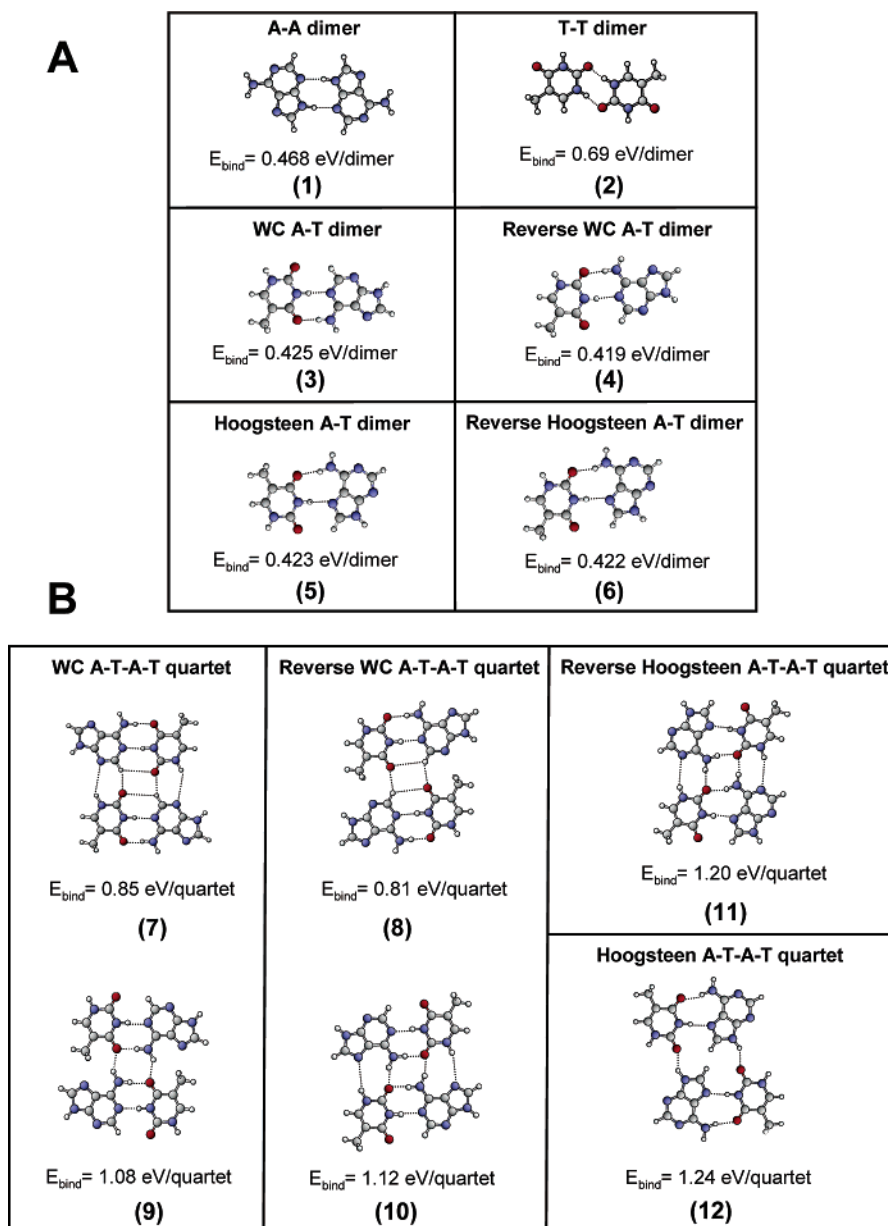 A
A-A dimer
E_bind= 0.468 eV/dimer
(1)
T-T dimer
E_bind= 0.69 eV/dimer
(2)
WC A-T dimer
E_bind= 0.425 eV/dimer
(3)
Reverse WC A-T dimer
E_bind= 0.419 eV/dimer
(4)
Hoogsteen A-T dimer
E_bind= 0.423 eV/dimer
(5)
Reverse Hoogsteen A-T dimer
E_bind= 0.422 eV/dimer
(6)
B
WC A-T-A-T quartet
E_bind= 0.85 eV/quartet
(7)
E_bind= 1.08 eV/quartet
(9)
Reverse WC A-T-A-T quartet
E_bind= 0.81 eV/quartet
(8)
E_bind= 1.12 eV/quartet
(10)
Reverse Hoogsteen A-T-A-T quartet
E_bind= 1.20 eV/quartet
(11)
Hoogsteen A-T-A-T quartet
E_bind= 1.24 eV/quartet
(12)